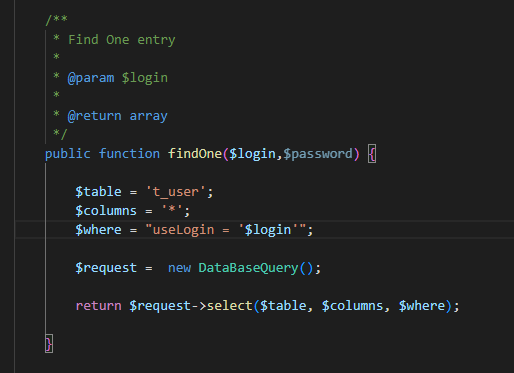 /**
* Find One entry
*
* @param $login
*
* @return array
*/
public function findOne($login,$password) {
$table = 't_user';
$columns = '*';
$where = "useLogin = '$login'";
$request =  new DataBaseQuery();
return $request->select($table, $columns, $where);
}